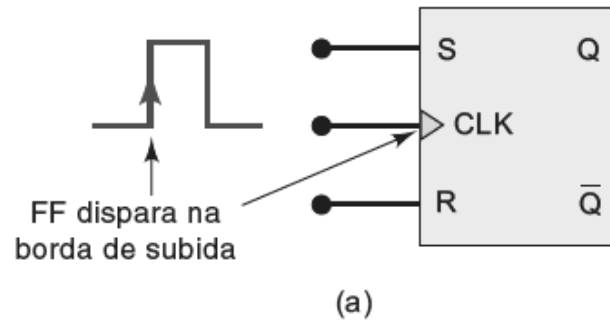 S Q
CLK
R Q̅
FF dispara na
borda de subida
(a)